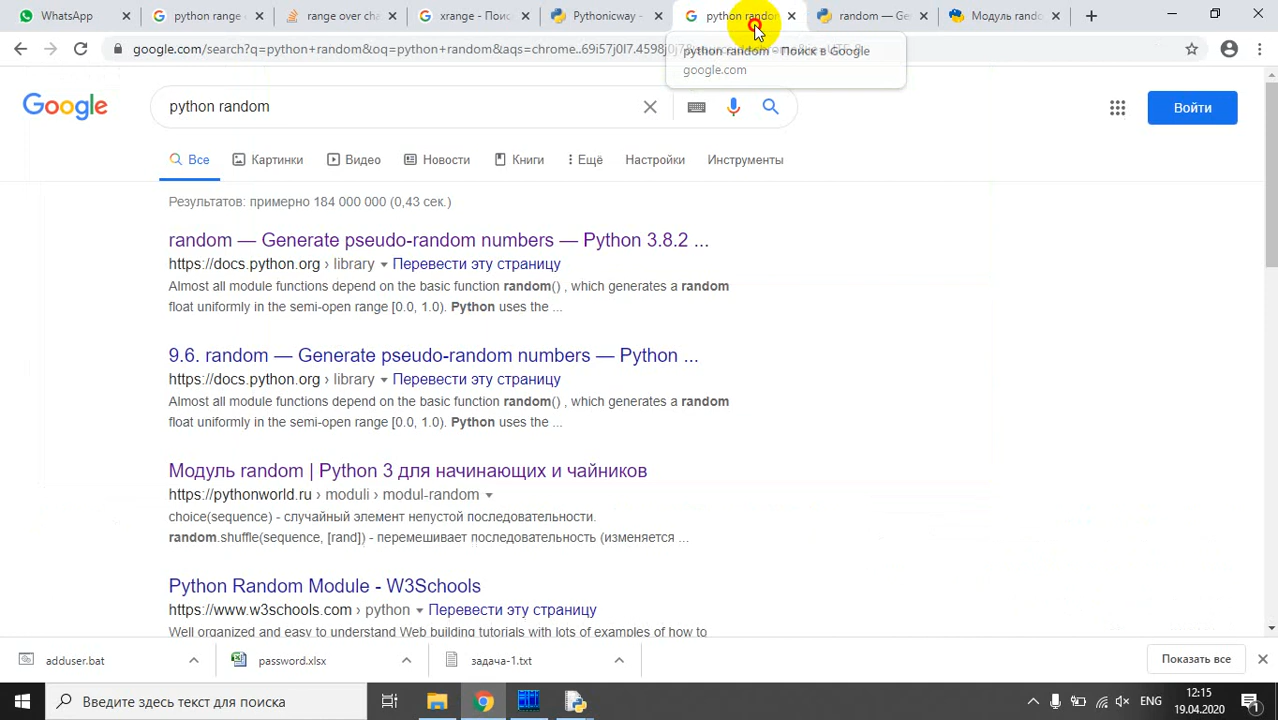 WhatsApp
python range
range over cha
xrange - Поис
Pythonicway -
python rando
random — Ge
Модуль rando
google.com/search?q=python+random&oq=python+random&aqs=chrome..69i57j0l7.4598j0j7
python random - Поиск в Google
google.com
Google
python random
Войти
Все Картинки Видео Новости Книги Ещё Настройки Инструменты
Результатов: примерно 184 000 000 (0,43 сек.)
random — Generate pseudo-random numbers — Python 3.8.2 ...
https://docs.python.org › library Перевести эту страницу
Almost all module functions depend on the basic function random() , which generates a random
float uniformly in the semi-open range [0.0, 1.0). Python uses the ...
9.6. random — Generate pseudo-random numbers — Python ...
https://docs.python.org › library Перевести эту страницу
Almost all module functions depend on the basic function random() , which generates a random
float uniformly in the semi-open range [0.0, 1.0). Python uses the ...
Модуль random | Python 3 для начинающих и чайников
https://pythonworld.ru › moduli › modul-random
choice(sequence) - случайный элемент непустой последовательности.
random.shuffle(sequence, [rand]) - перемешивает последовательность (изменяется ...
Python Random Module - W3Schools
https://www.w3schools.com › python Перевести эту страницу
Well organized and easy to understand Web building tutorials with lots of examples of how to
adduser.bat
password.xlsx
задача-1.txt
Показать все
Введите здесь текст для поиска
ENG
12:15
19.04.2020